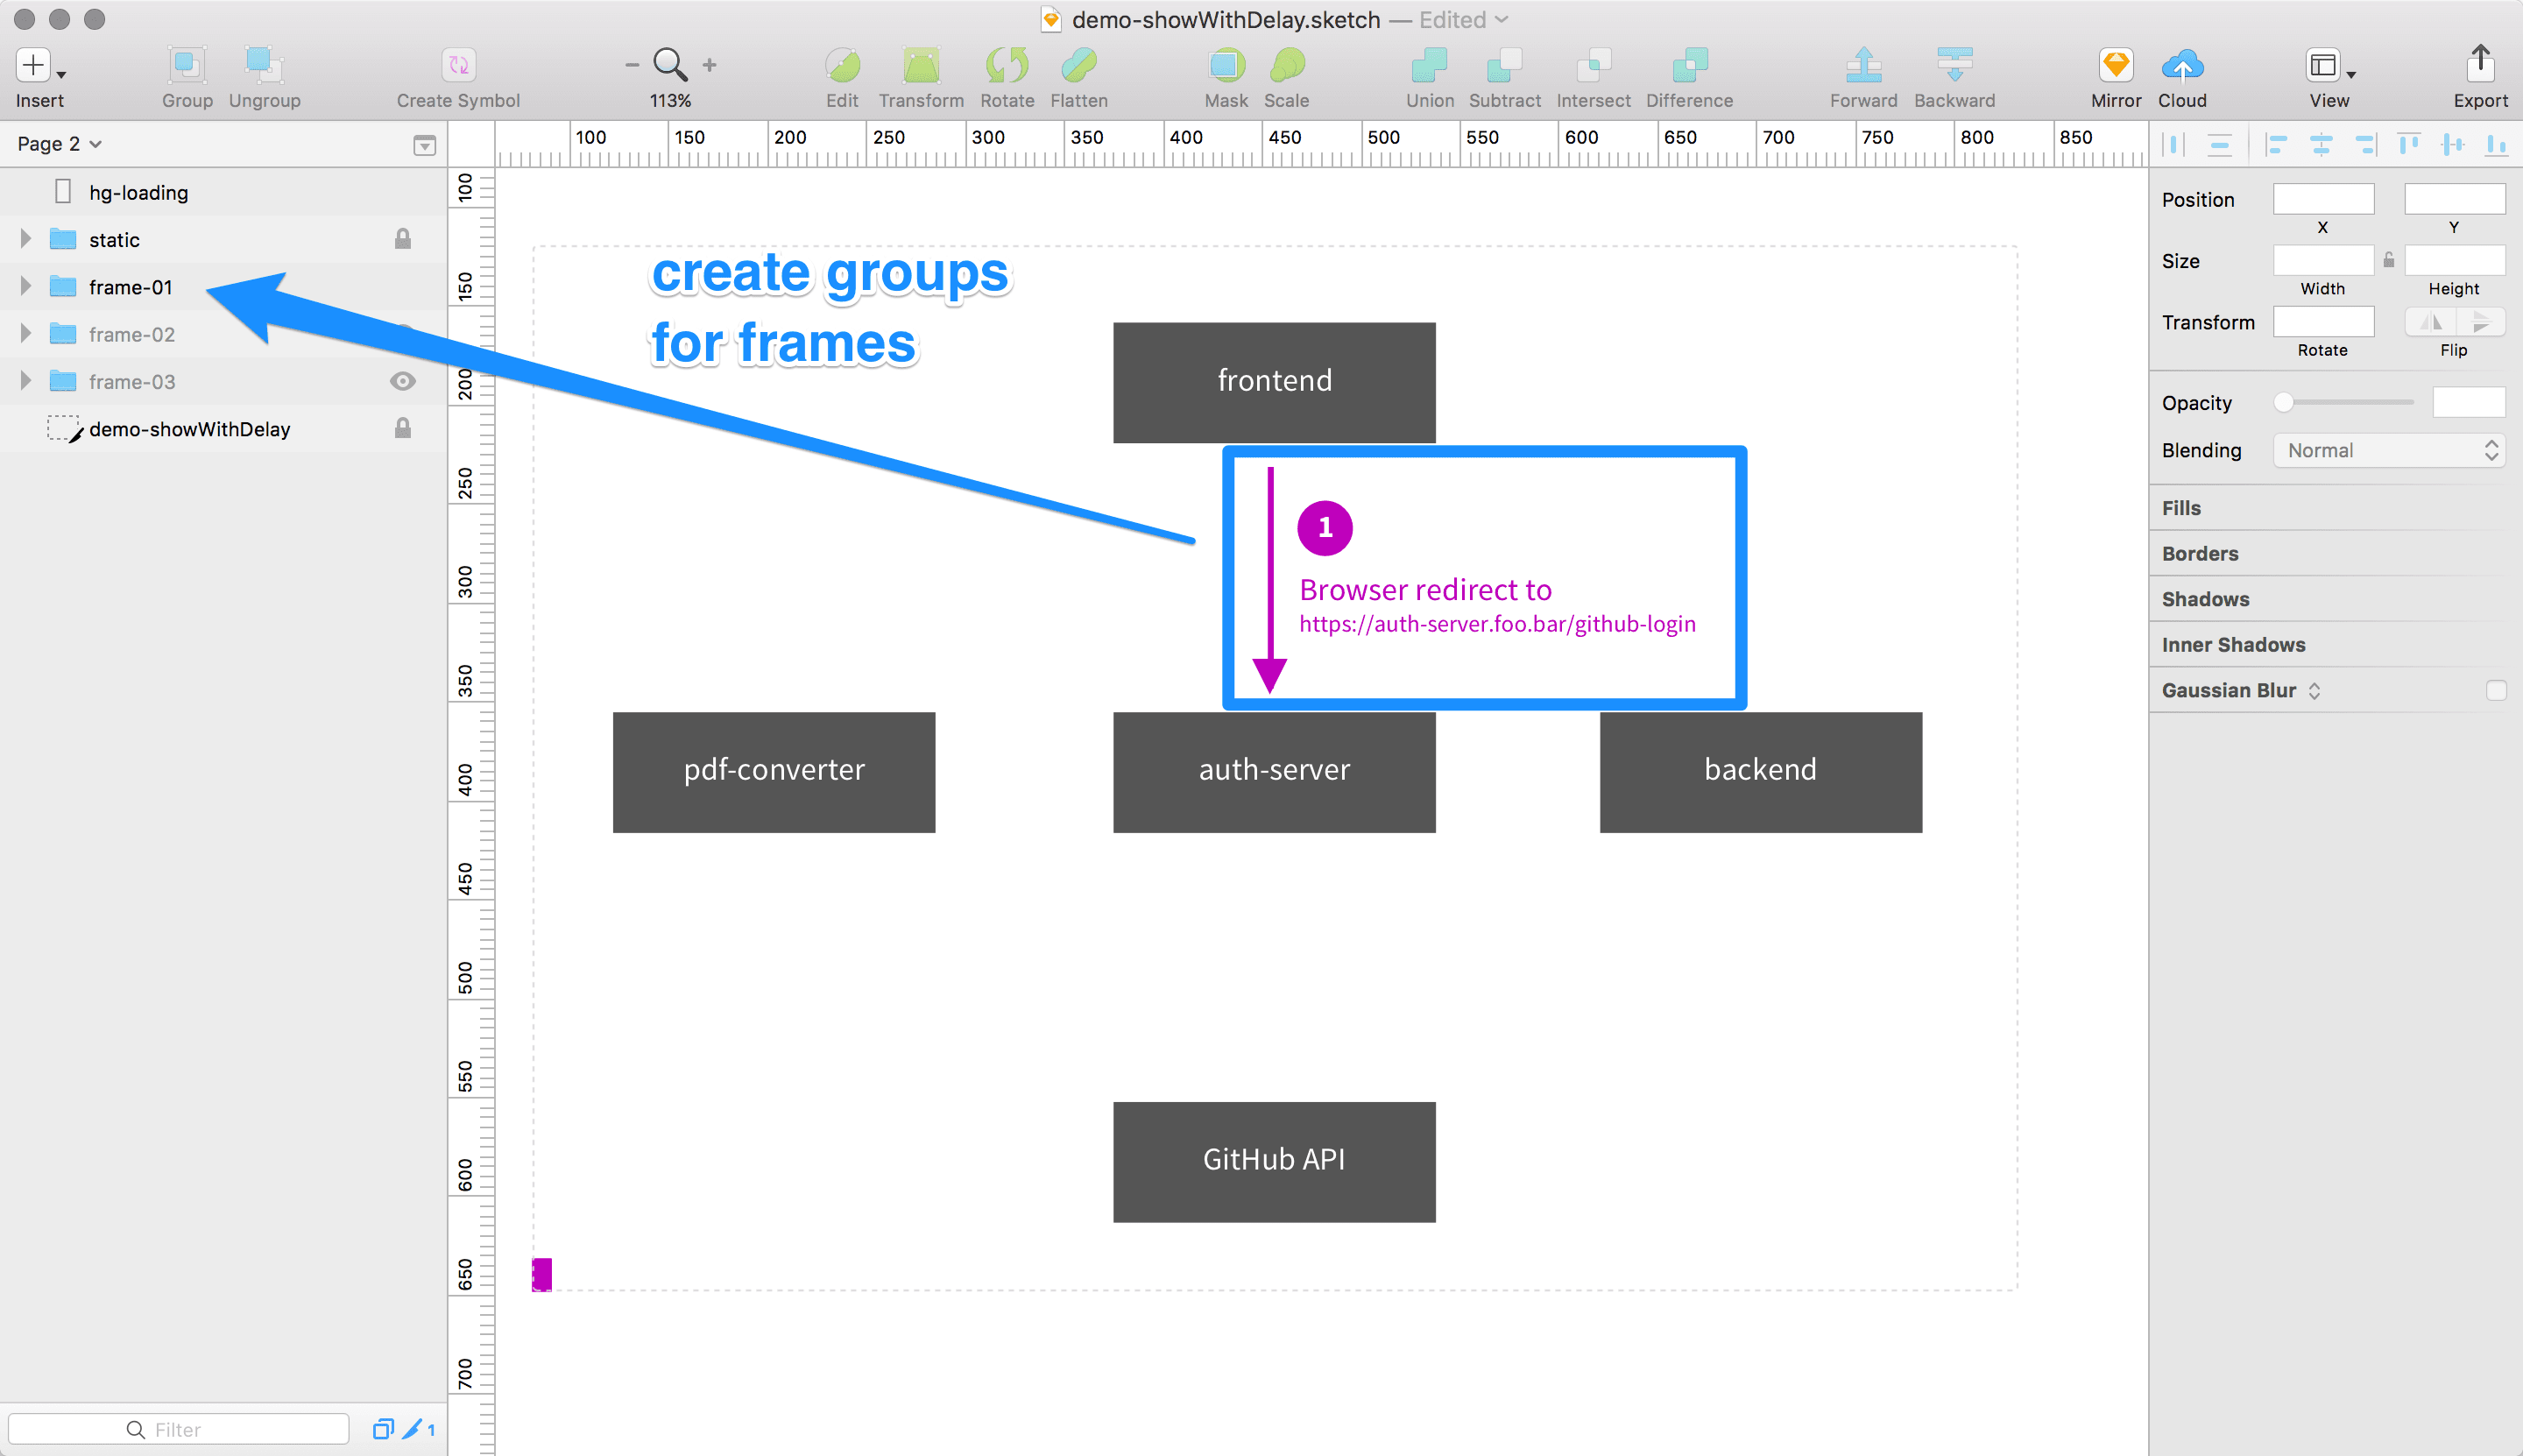 demo-showWithDelay.sketch — Edited
Insert
Group
Ungroup
Create Symbol
113%
Edit
Transform
Rotate
Flatten
Mask
Scale
Union
Subtract
Intersect
Difference
Forward
Backward
Mirror
Cloud
View
Export
Page 2
100 150 200 250 300 350 400 450 500 550 600 650 700 750 800 850
hg-loading
static
frame-01
frame-02
frame-03
demo-showWithDelay
Filter
1
100
150
200
250
300
350
400
450
500
550
600
650
700
create groups
for frames
frontend
1
Browser redirect to
https://auth-server.foo.bar/github-login
pdf-converter
auth-server
backend
GitHub API
Position
X
Y
Size
Width
Height
Transform
Rotate
Flip
Opacity
Blending
Normal
Fills
Borders
Shadows
Inner Shadows
Gaussian Blur